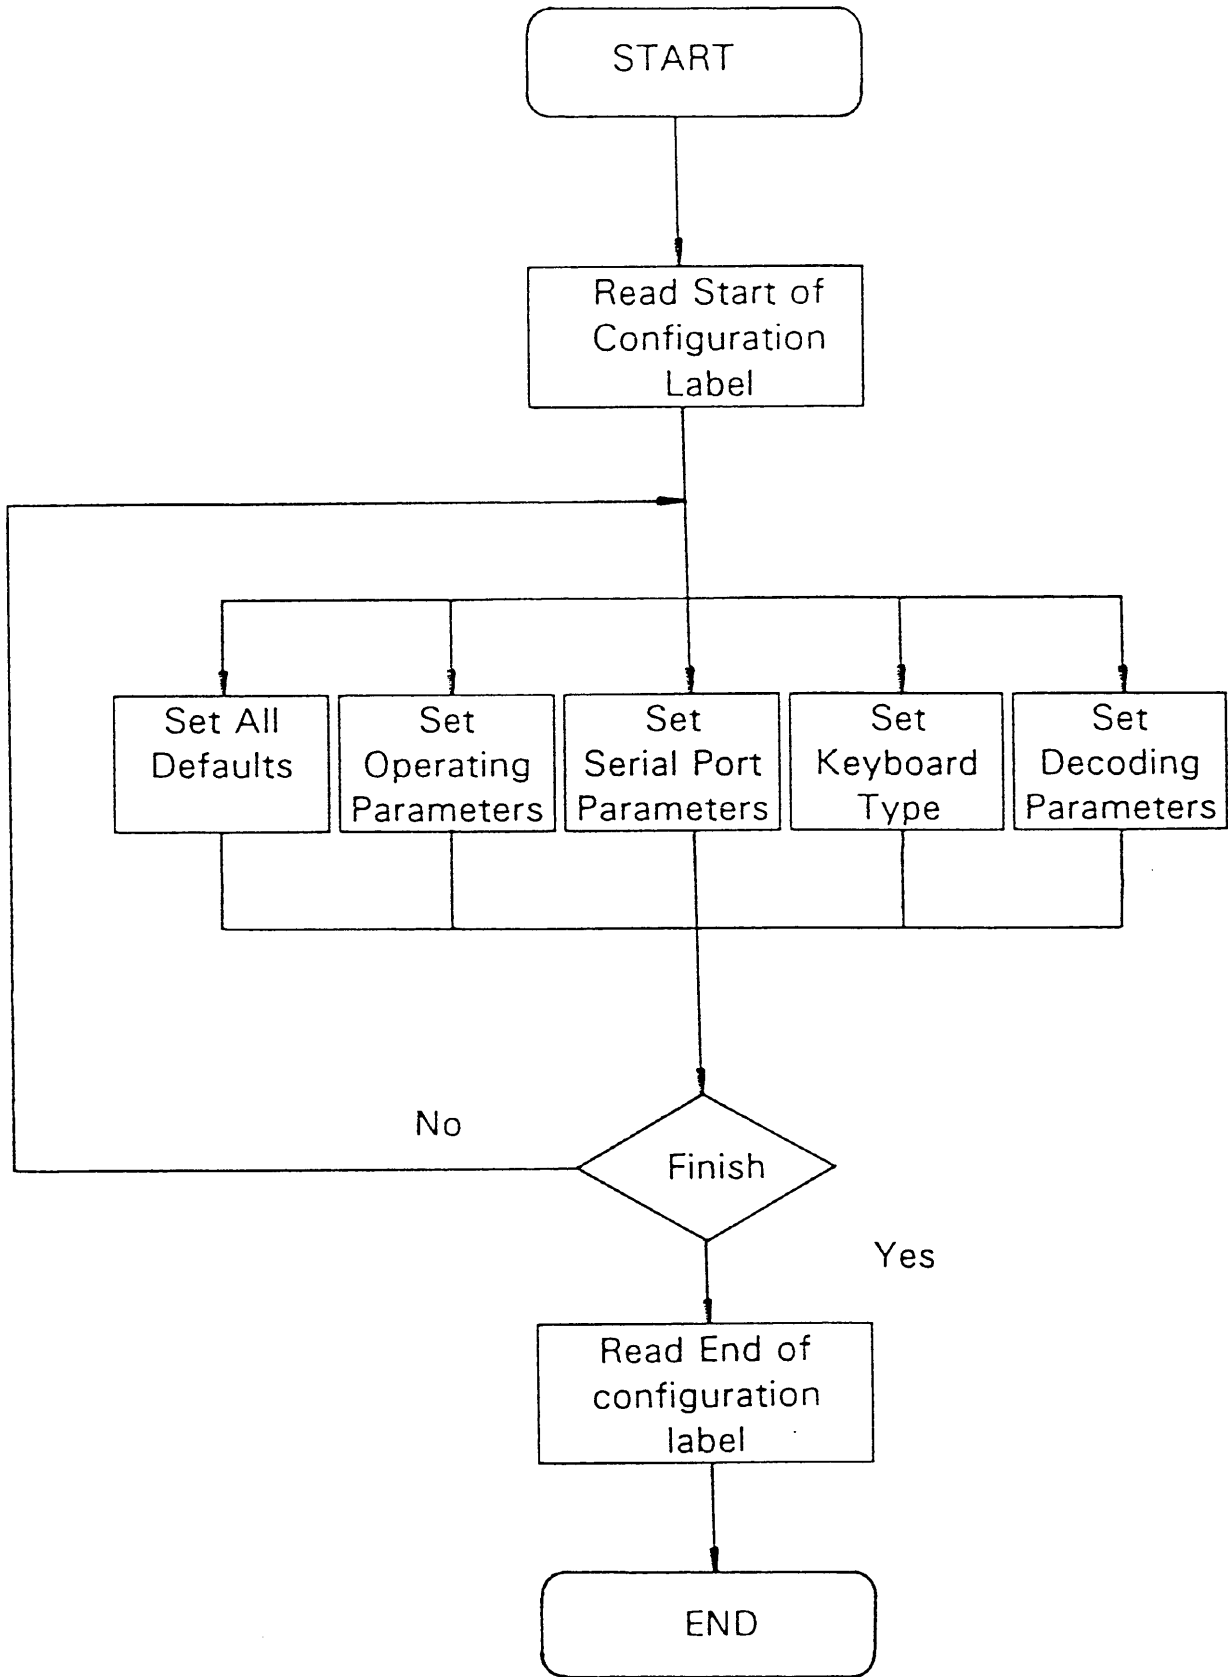 START
Read Start of
Configuration
Label
Set All
Defaults
Set
Operating
Parameters
Set
Serial Port
Parameters
Set
Keyboard
Type
Set
Decoding
Parameters
No
Finish
Yes
Read End of
configuration
label
END